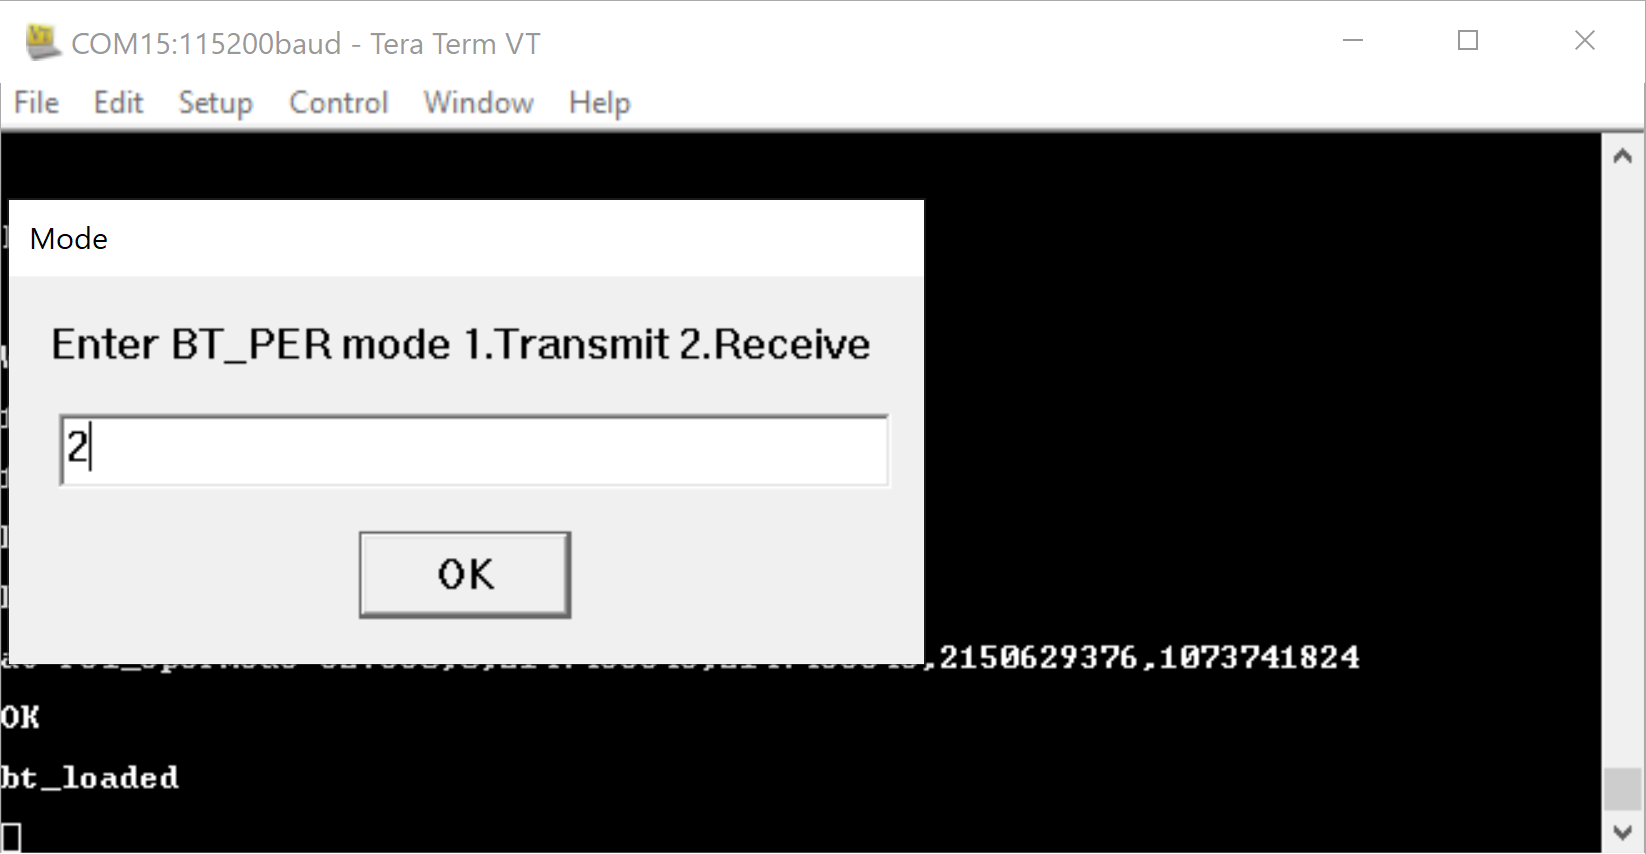 COM15:115200baud - Tera Term VT
File Edit Setup Control Window Help
Mode
Enter BT_PER mode 1.Transmit 2.Receive
2
OK
,2150629376,1073741824
OK
bt_loaded